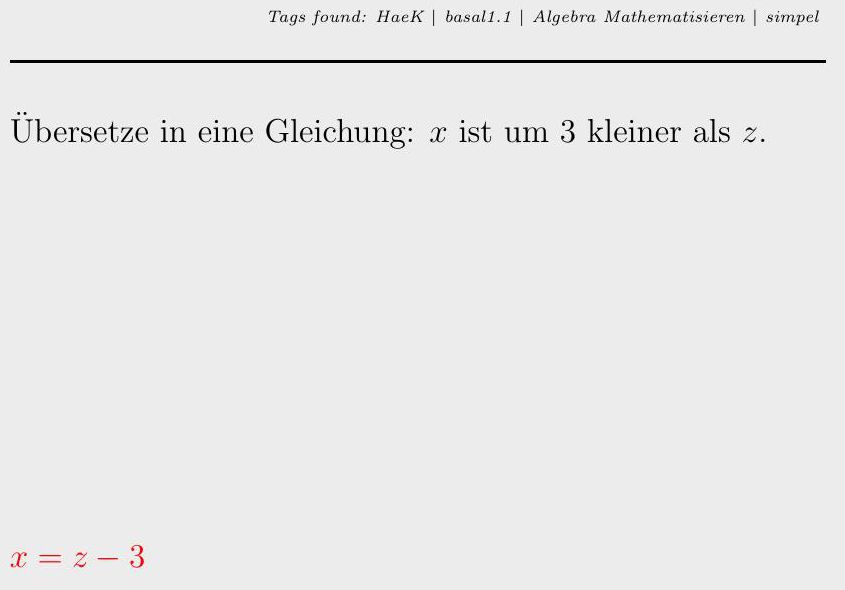 Tags found: HaeK | basal1.1 | Algebra Mathematisieren | simpel
Übersetze in eine Gleichung: x ist um 3 kleiner als z.
x = z − 3